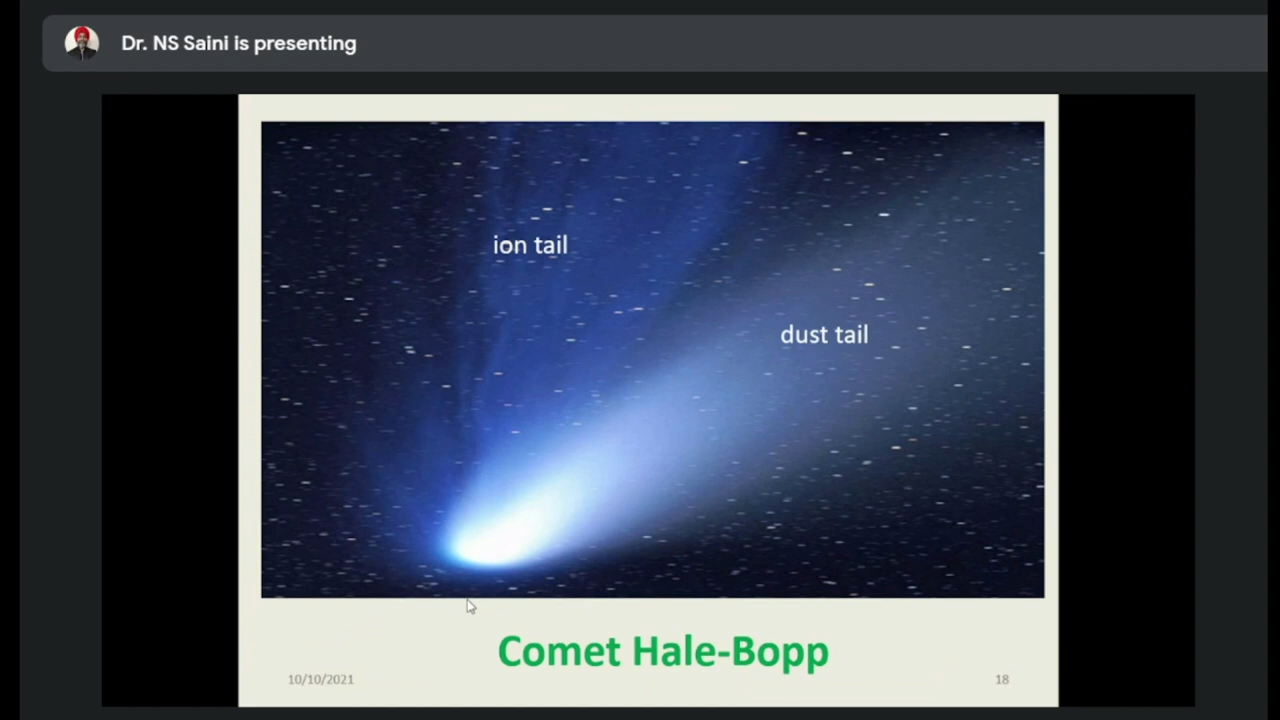 Dr. NS Saini is presenting
ion tail
dust tail
Comet Hale-Bopp
10/10/2021
18